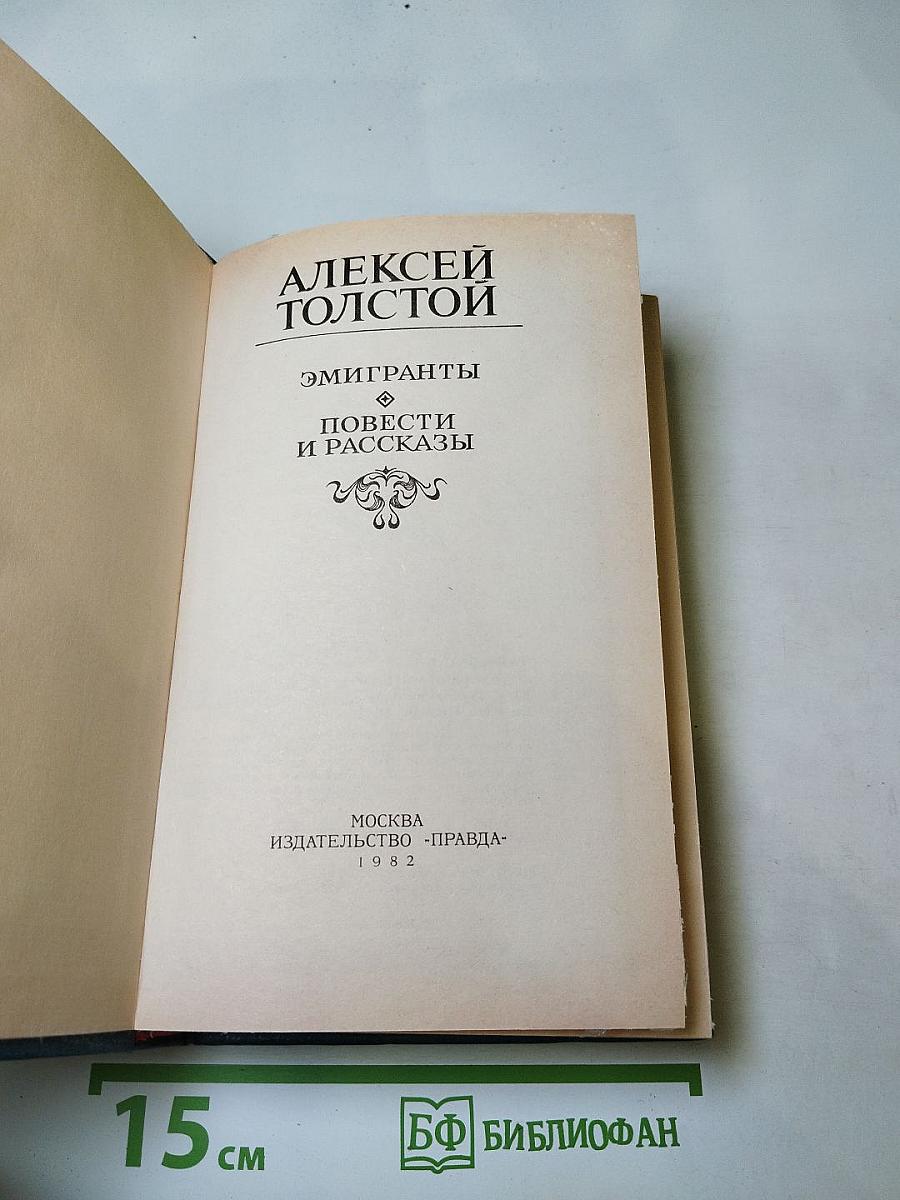 АЛЕКСЕЙ
ТОЛСТОЙ
ЭМИГРАНТЫ
ПОВЕСТИ
И РАССКАЗЫ
МОСКВА
ИЗДАТЕЛЬСТВО «ПРАВДА»
1982
15 см
БФ БИБЛИОФАН